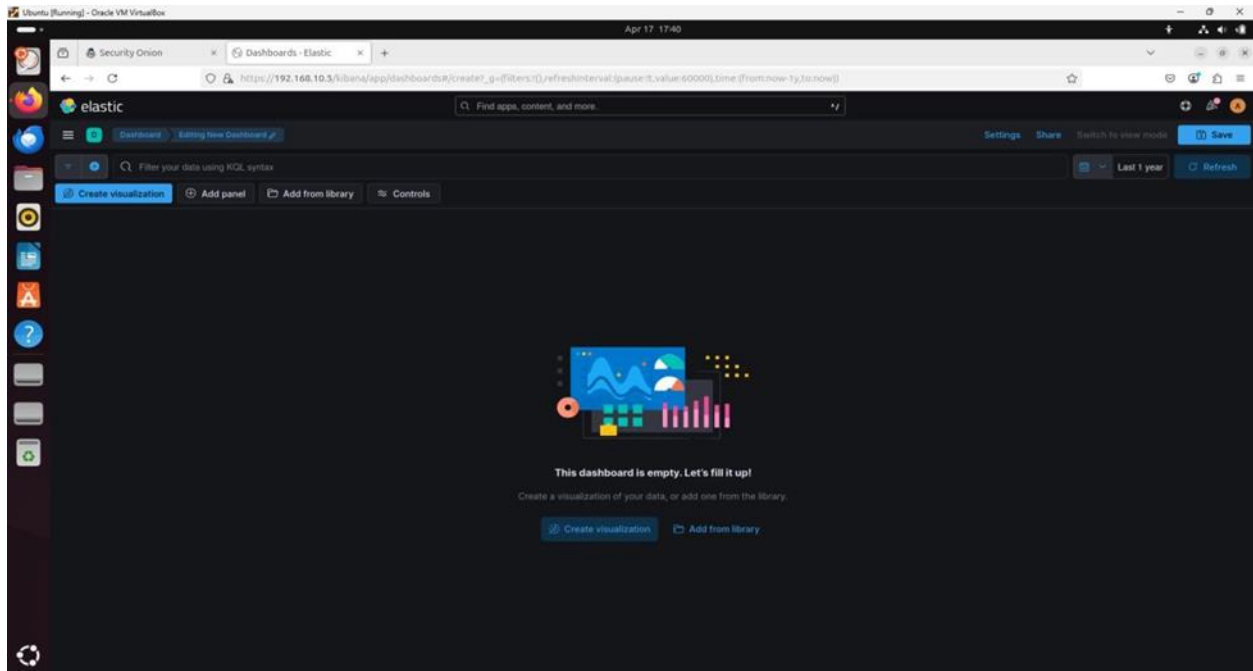 Ubuntu [Running] - Oracle VM VirtualBox
Apr 17 17:40
Security Onion
Dashboards - Elastic
https://192.168.10.5/kibana/app/dashboards#/create?_g=(filters:!(),refreshInterval:(pause:!t,value:60000),time:(from:now-1y,to:now))
elastic
Find apps, content, and more.
D
Dashboard
Editing New Dashboard
Settings
Share
Switch to view mode
Save
Filter your data using KQL syntax
Last 1 year
Refresh
Create visualization
Add panel
Add from library
Controls
This dashboard is empty. Let's fill it up!
Create a visualization of your data, or add one from the library.
Create visualization
Add from library